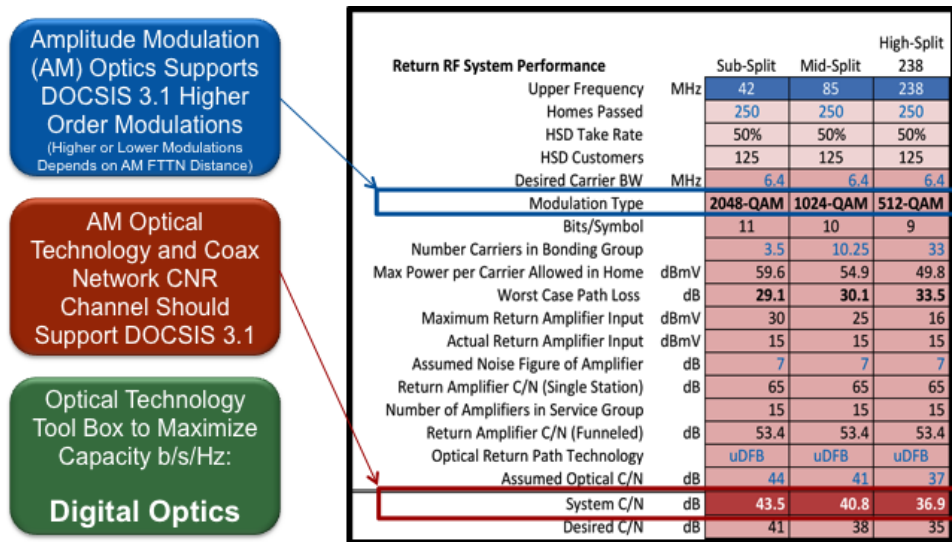 Amplitude Modulation
(AM) Optics Supports
DOCSIS 3.1 Higher
Order Modulations
(Higher or Lower Modulations
Depends on AM FTTN Distance)
AM Optical
Technology and Coax
Network CNR
Channel Should
Support DOCSIS 3.1
Optical Technology
Tool Box to Maximize
Capacity b/s/Hz:
Digital Optics
High-Split
Return RF System Performance Sub-Split Mid-Split 238
Upper Frequency MHz 42 85 238
Homes Passed 250 250 250
HSD Take Rate 50% 50% 50%
HSD Customers 125 125 125
Desired Carrier BW MHz 6.4 6.4 6.4
Modulation Type 2048-QAM 1024-QAM 512-QAM
Bits/Symbol 11 10 9
Number Carriers in Bonding Group 3.5 10.25 33
Max Power per Carrier Allowed in Home dBmV 59.6 54.9 49.8
Worst Case Path Loss dB 29.1 30.1 33.5
Maximum Return Amplifier Input dBmV 30 25 16
Actual Return Amplifier Input dBmV 15 15 15
Assumed Noise Figure of Amplifier dB 7 7 7
Return Amplifier C/N (Single Station) dB 65 65 65
Number of Amplifiers in Service Group 15 15 15
Return Amplifier C/N (Funneled) dB 53.4 53.4 53.4
Optical Return Path Technology uDFB uDFB uDFB
Assumed Optical C/N dB 44 41 37
System C/N dB 43.5 40.8 36.9
Desired C/N dB 41 38 35